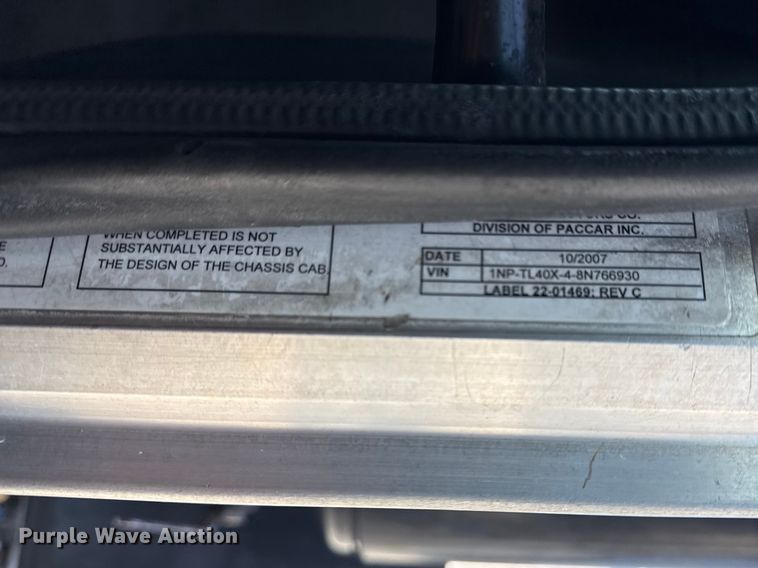 E
D.
WHEN COMPLETED IS NOT
SUBSTANTIALLY AFFECTED BY
THE DESIGN OF THE CHASSIS CAB.
CO.
DIVISION OF PACCAR INC.
DATE 10/2007
VIN 1NP-TL40X-4-8N766930
LABEL 22-01469; REV C
Purple Wave Auction